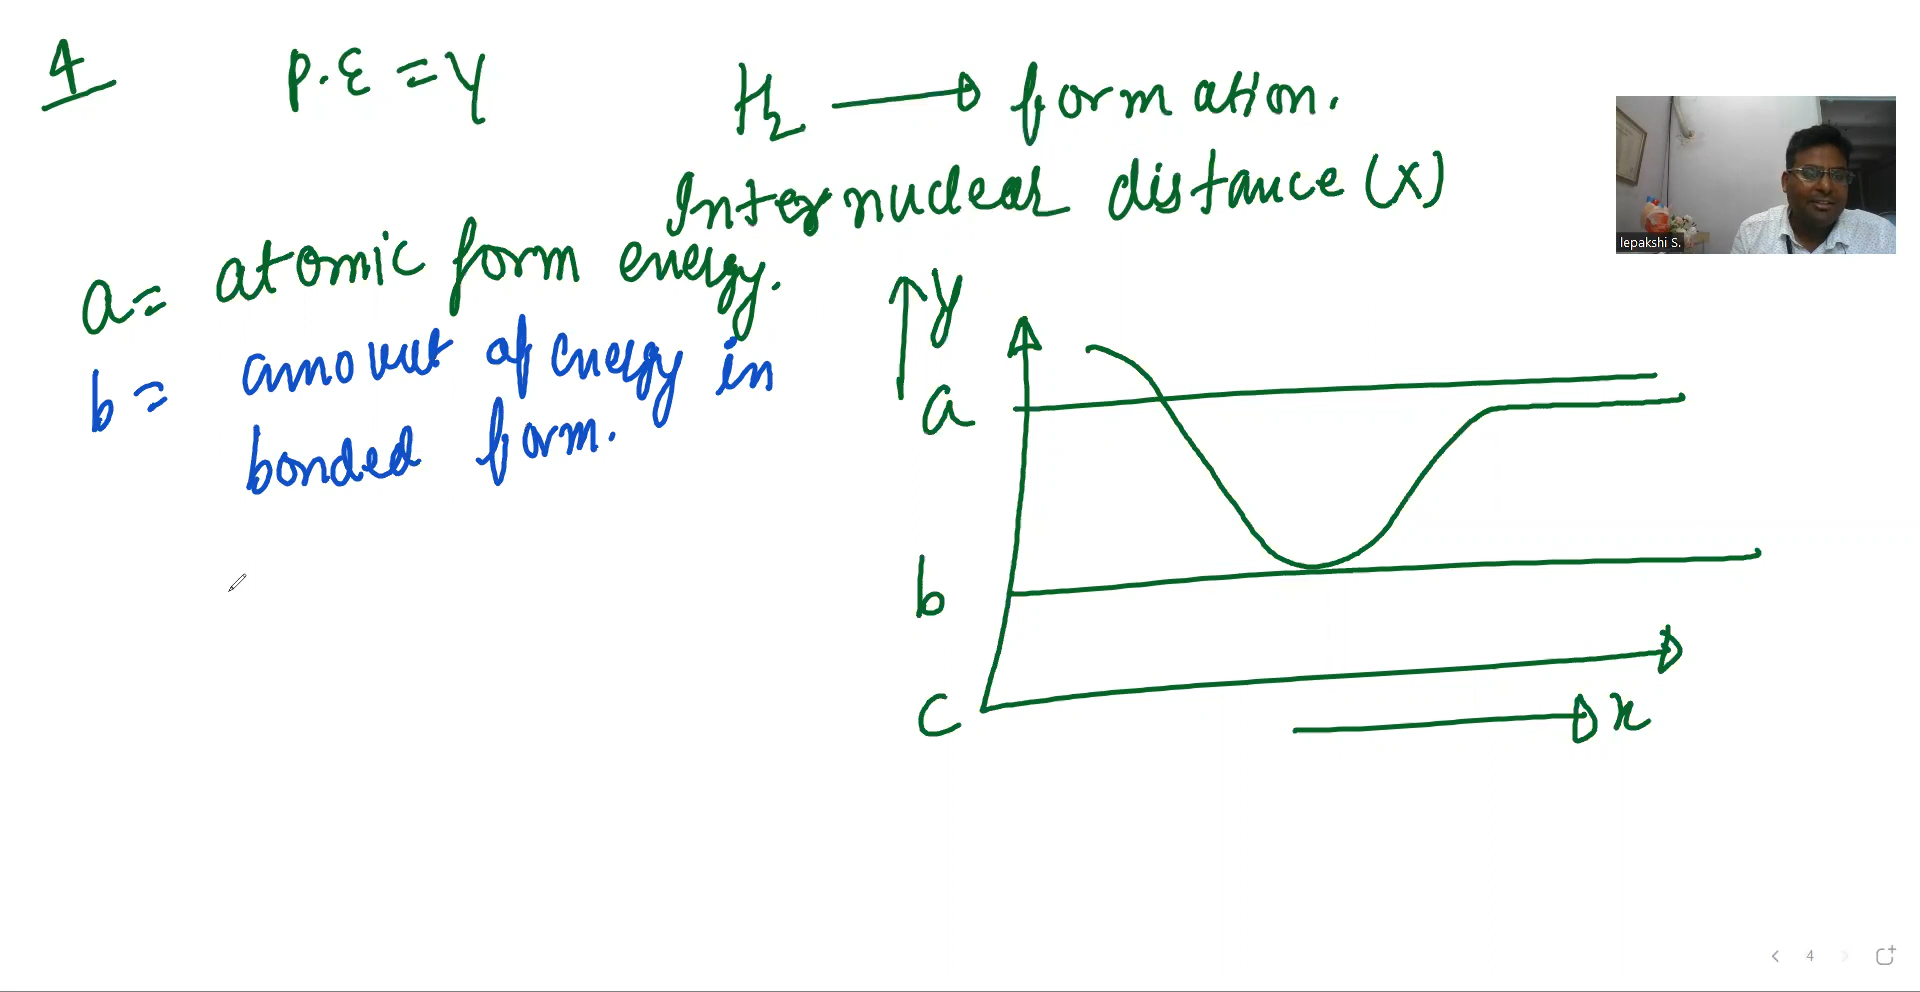 4
P.E = y
H2 → formation.
Internuclear distance (x)
a = atomic form energy.
b = amount of energy in
bonded form.
lepakshi S.
y
a
b
c
x
4